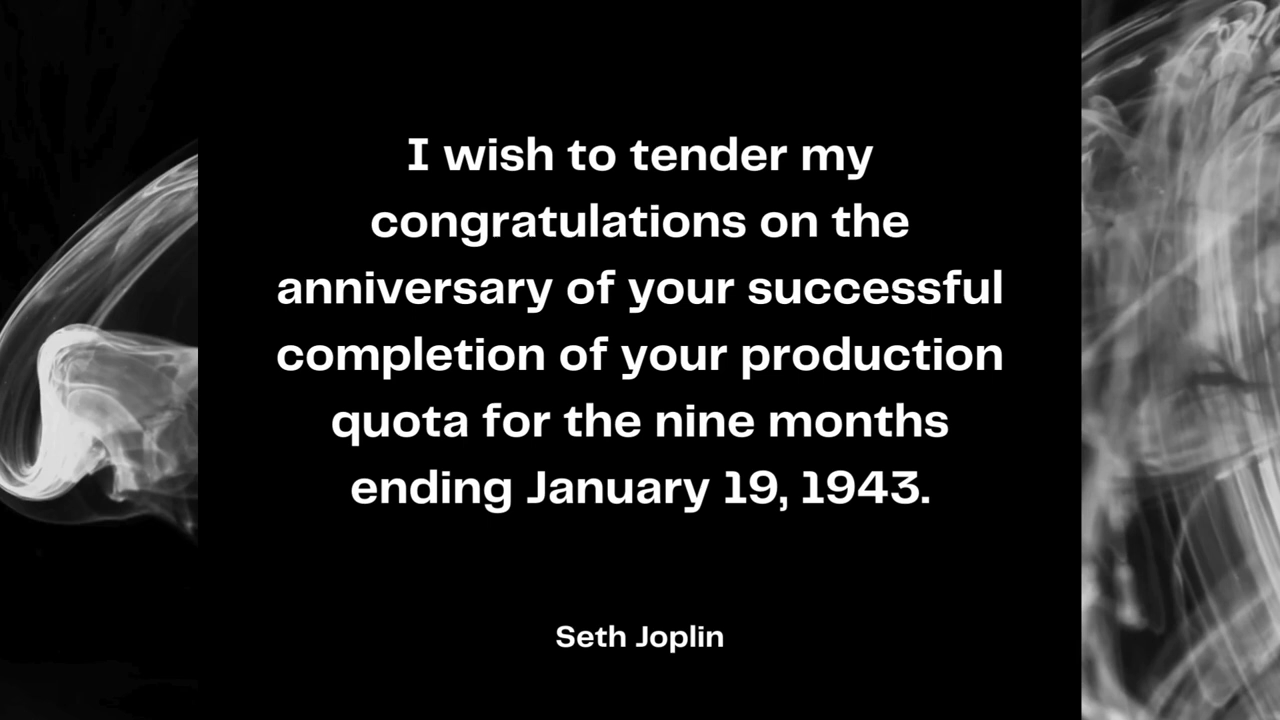 I wish to tender my
congratulations on the
anniversary of your successful
completion of your production
quota for the nine months
ending January 19, 1943.
Seth Joplin